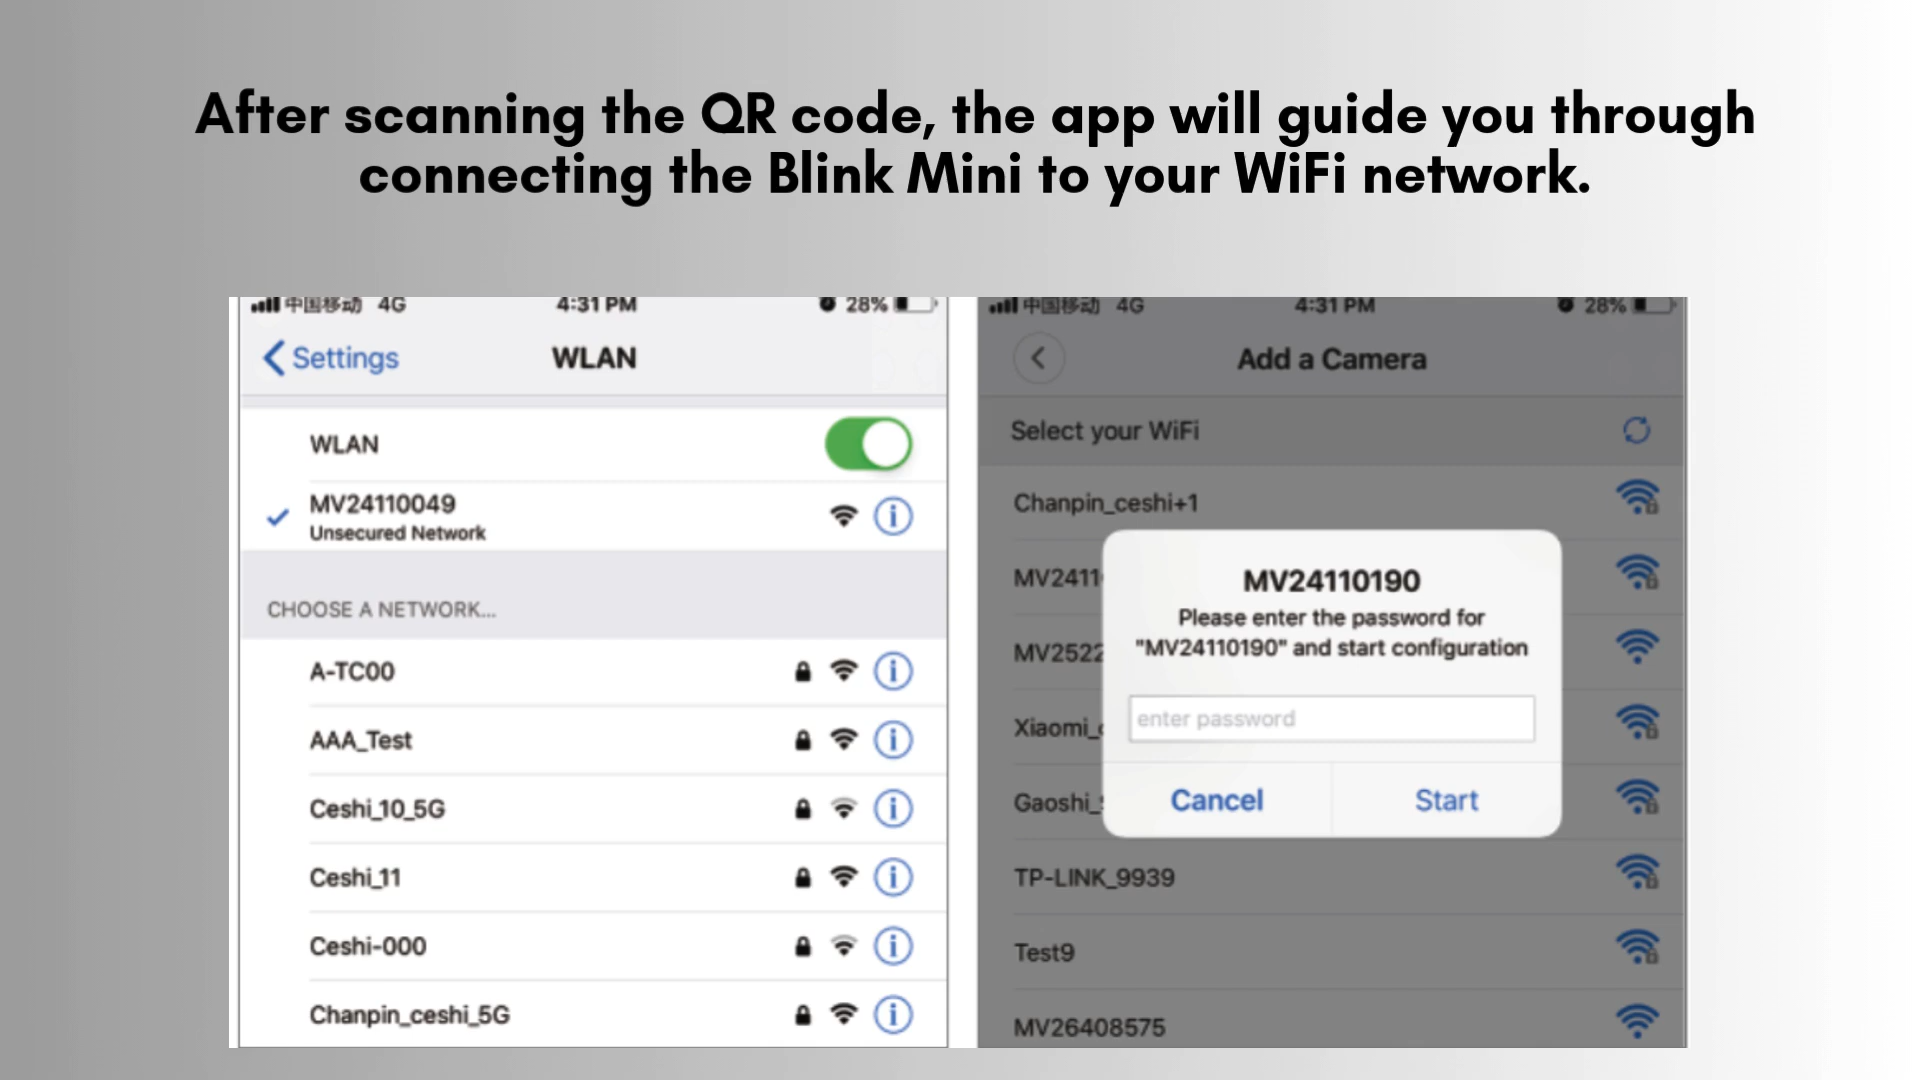 After scanning the QR code, the app will guide you through
connecting the Blink Mini to your WiFi network.
中国移动 4G 4:31 PM 28%
Settings WLAN
WLAN
MV24110049
Unsecured Network
CHOOSE A NETWORK...
A-TC00
AAA_Test
Ceshi_10_5G
Ceshi_11
Ceshi-000
Chanpin_ceshi_5G
中国移动 4G 4:31 PM 28%
Add a Camera
Select your WiFi
Chanpin_ceshi+1
MV2411
MV2522
Xiaomi_
Gaoshi_
TP-LINK_9939
Test9
MV26408575
MV24110190
Please enter the password for
"MV24110190" and start configuration
enter password
Cancel Start